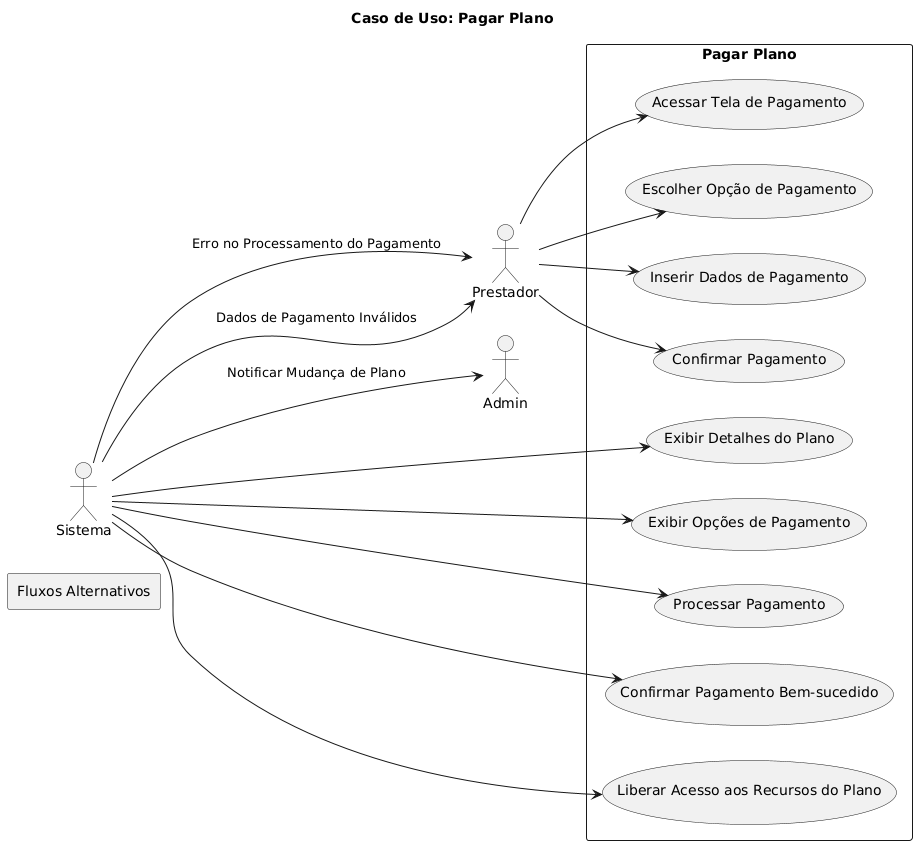 Caso de Uso: Pagar Plano
Pagar Plano
Acessar Tela de Pagamento
Escolher Opção de Pagamento
Erro no Processamento do Pagamento
Inserir Dados de Pagamento
Prestador
Dados de Pagamento Inválidos
Confirmar Pagamento
Notificar Mudança de Plano
Admin
Exibir Detalhes do Plano
Exibir Opções de Pagamento
Sistema
Fluxos Alternativos
Processar Pagamento
Confirmar Pagamento Bem-sucedido
Liberar Acesso aos Recursos do Plano